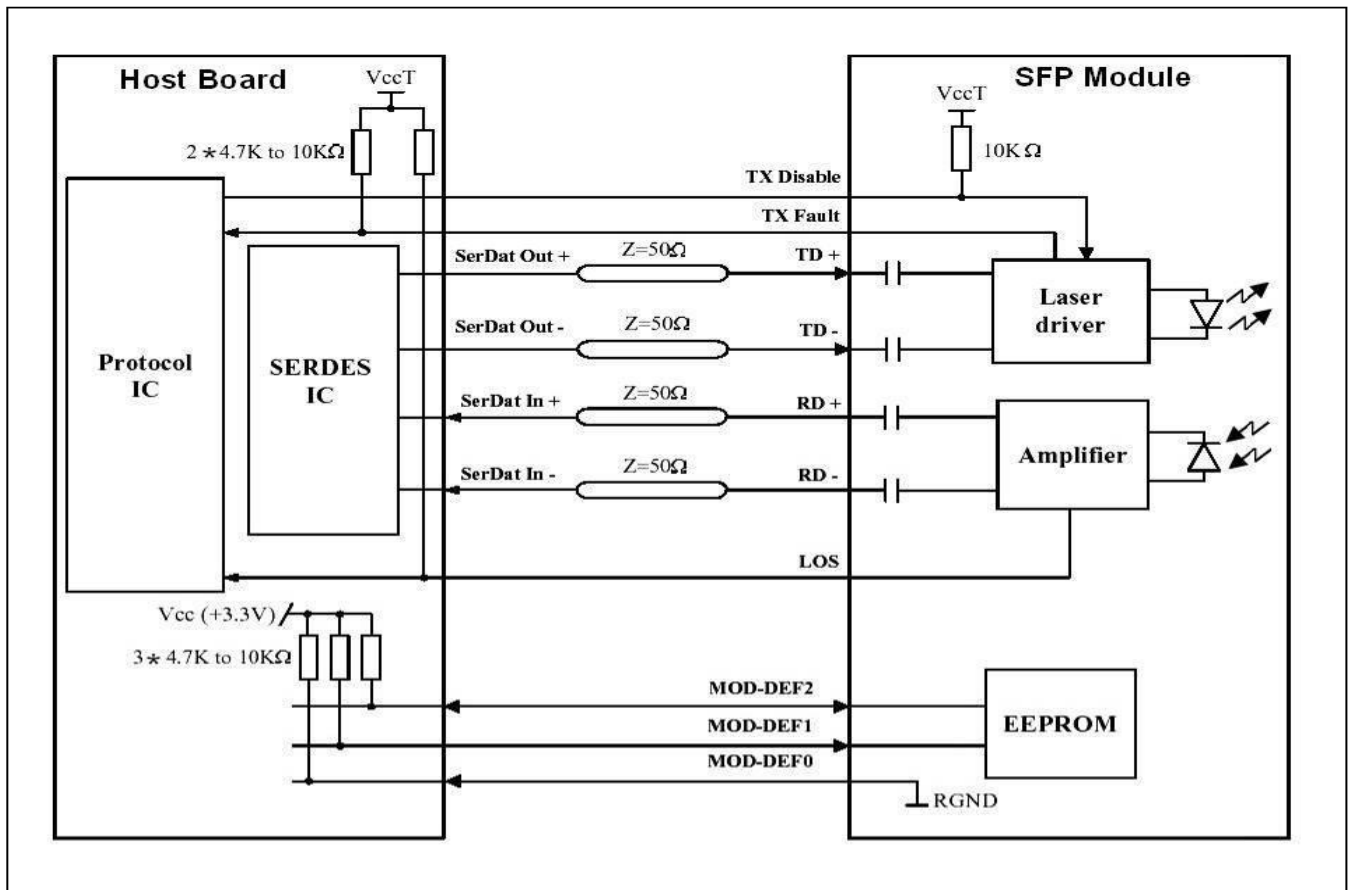 Host Board
VccT
2 * 4.7K to 10KΩ
Protocol
IC
SERDES
IC
SerDat Out +
SerDat Out -
SerDat In +
SerDat In -
Z=50Ω
Z=50Ω
Z=50Ω
Z=50Ω
TX Disable
TX Fault
TD +
TD -
RD +
RD -
LOS
SFP Module
VccT
10KΩ
Laser
driver
Amplifier
Vcc (+3.3V)
3 * 4.7K to 10KΩ
MOD-DEF2
MOD-DEF1
MOD-DEF0
EEPROM
RGND